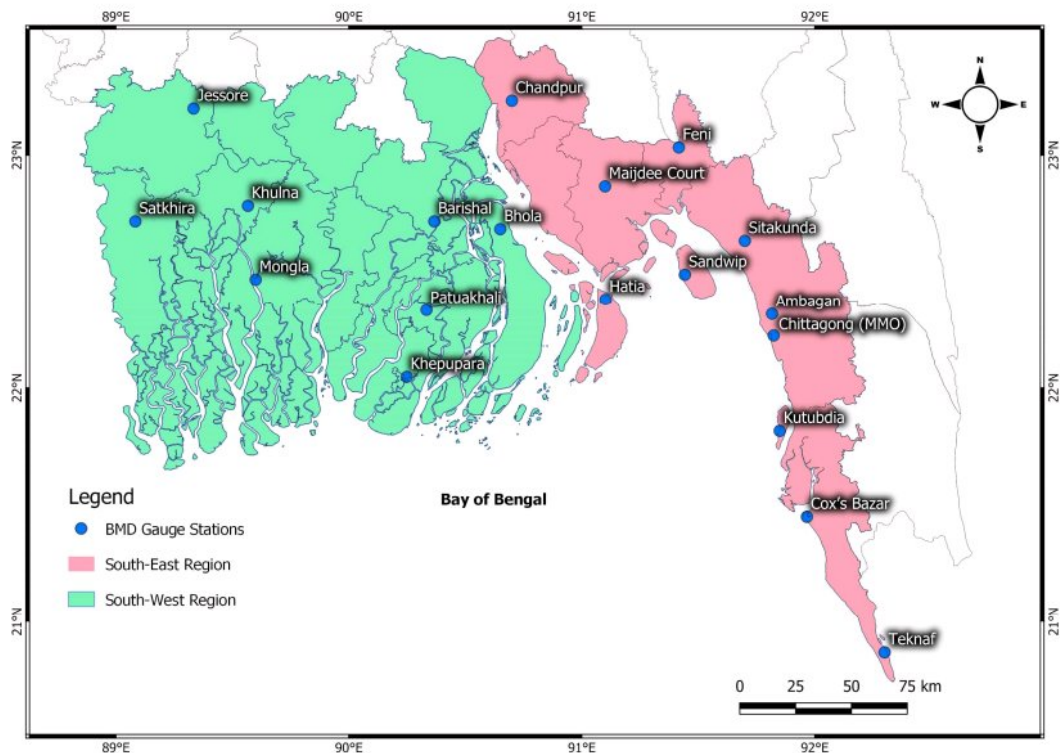 89°E 90°E 91°E 92°E
N
W E
S
23°N 23°N
22°N 22°N
21°N 21°N
Jessore
Chandpur
Feni
Maijdee Court
Khulna
Satkhira
Barishal
Bhola
Sitakunda
Sandwip
Mongla
Hatia
Patuakhali
Ambagan
Chittagong (MMO)
Khepupara
Kutubdia
Bay of Bengal
Cox's Bazar
Legend
BMD Gauge Stations
South-East Region
South-West Region
Teknaf
0 25 50 75 km
89°E 90°E 91°E 92°E